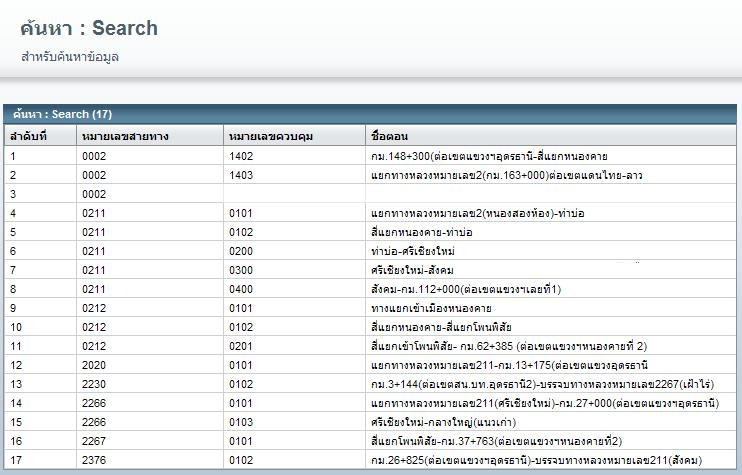 ค้นหา : Search
สำหรับค้นหาข้อมูล
ค้นหา : Search (17)
ลำดับที่ หมายเลขสายทาง หมายเลขควบคุม ชื่อตอน
1 0002 1402 กม.148+300(ต่อเขตแขวงฯอุดรธานี-สี่แยกหนองคาย
2 0002 1403 แยกทางหลวงหมายเลข2(กม.163+000)ต่อเขตแดนไทย-ลาว
3 0002
4 0211 0101 แยกทางหลวงหมายเลข2(หนองสองห้อง)-ท่าบ่อ
5 0211 0102 สี่แยกหนองคาย-ท่าบ่อ
6 0211 0200 ท่าบ่อ-ศรีเชียงใหม่
7 0211 0300 ศรีเชียงใหม่-สังคม
8 0211 0400 สังคม-กม.112+000(ต่อเขตแขวงฯเลยที่1)
9 0212 0101 ทางแยกเข้าเมืองหนองคาย
10 0212 0102 สี่แยกหนองคาย-สี่แยกโพนพิสัย
11 0212 0201 สี่แยกเข้าโพนพิสัย- กม.62+385 (ต่อเขตแขวงฯหนองคายที่ 2)
12 2020 0101 แยกทางหลวงหมายเลข211-กม.13+175(ต่อเขตแขวงอุดรธานี
13 2230 0102 กม.3+144(ต่อเขตสน.บท.อุดรธานี2)-บรรจบทางหลวงหมายเลข2267(เฝ้าไร่)
14 2266 0101 แยกทางหลวงหมายเลข211(ศรีเชียงใหม่)-กม.27+000(ต่อเขตแขวงฯอุดรธานี)
15 2266 0103 ศรีเชียงใหม่-กลางใหญ่(แนวเก่า)
16 2267 0101 สี่แยกโพนพิสัย-กม.37+763(ต่อเขตแขวงฯหนองคายที่2)
17 2376 0102 กม.26+825(ต่อเขตแขวงฯอุดรธานี)-บรรจบทางหลวงหมายเลข211(สังคม)